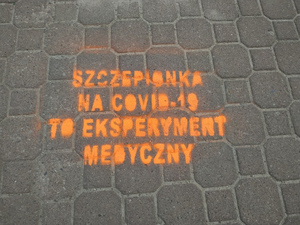 SZCZEPIONKA
NA COVID-19
TO EKSPERYMENT
MEDYCZNY